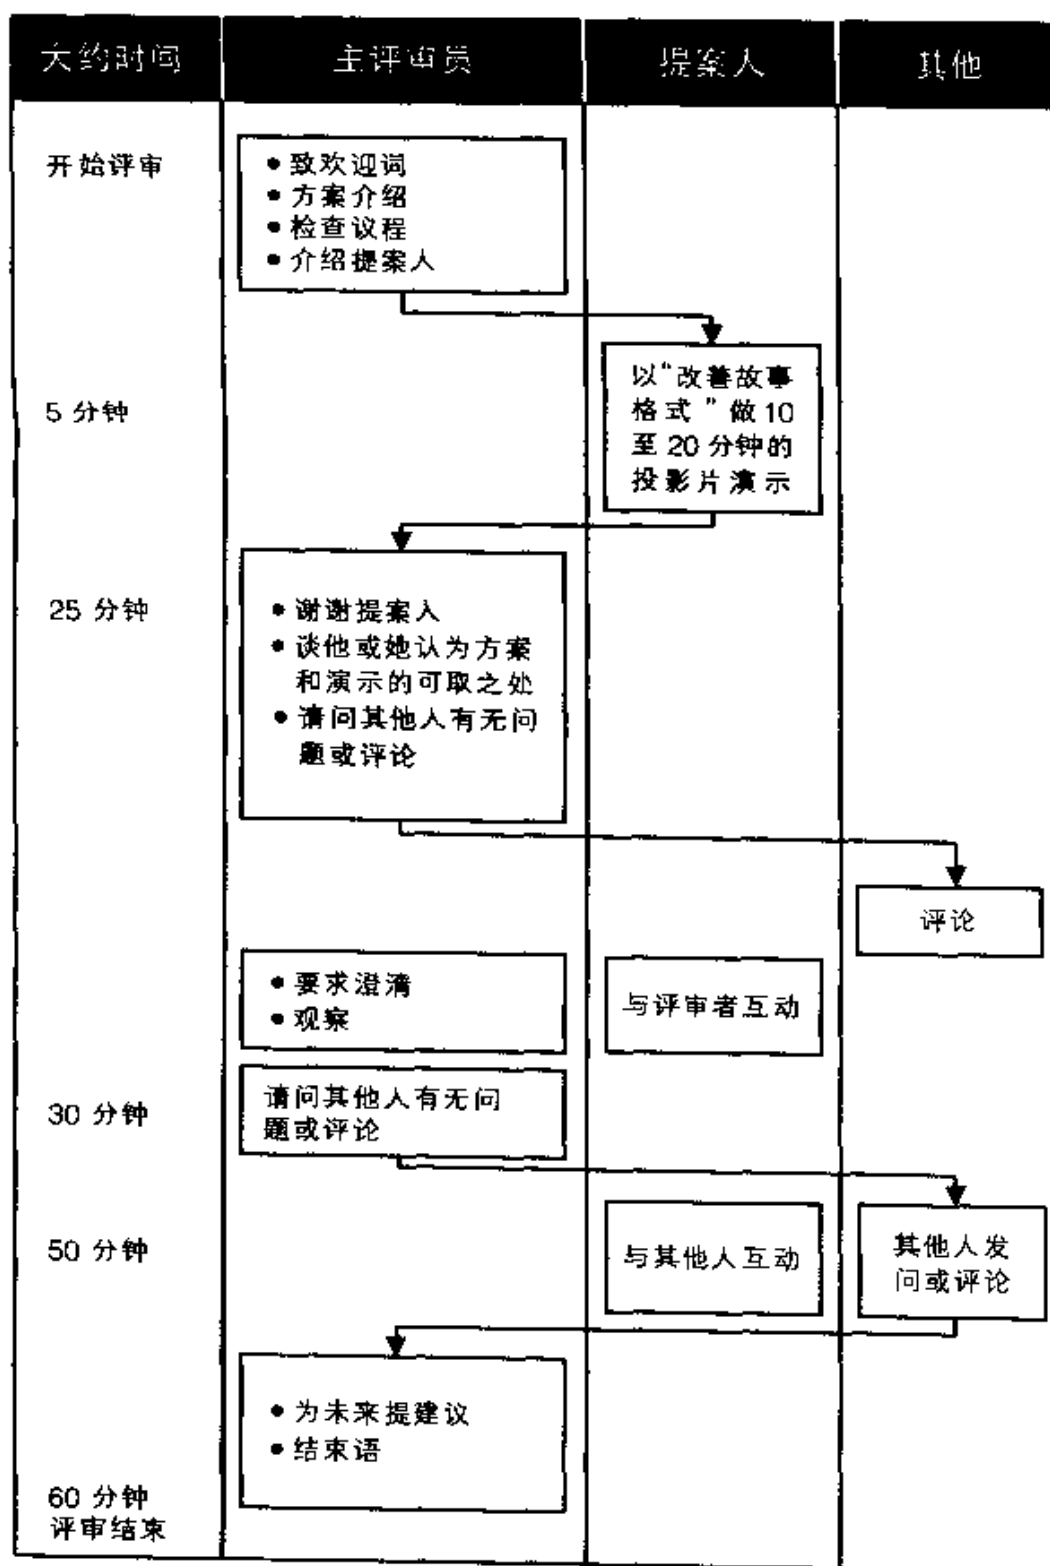 大约时间
主评审员
提案人
其他
开始评审
● 致欢迎词
● 方案介绍
● 检查议程
● 介绍提案人
5 分钟
以“改善故事
格式”做10
至20分钟的
投影片演示
25 分钟
● 谢谢提案人
● 谈他或她认为方案
和演示的可取之处
● 请问其他人有无问
题或评论
评论
● 要求澄清
● 观察
与评审者互动
30 分钟
请问其他人有无问
题或评论
50 分钟
与其他人互动
其他人发
问或评论
● 为未来提建议
● 结束语
60 分钟
评审结束